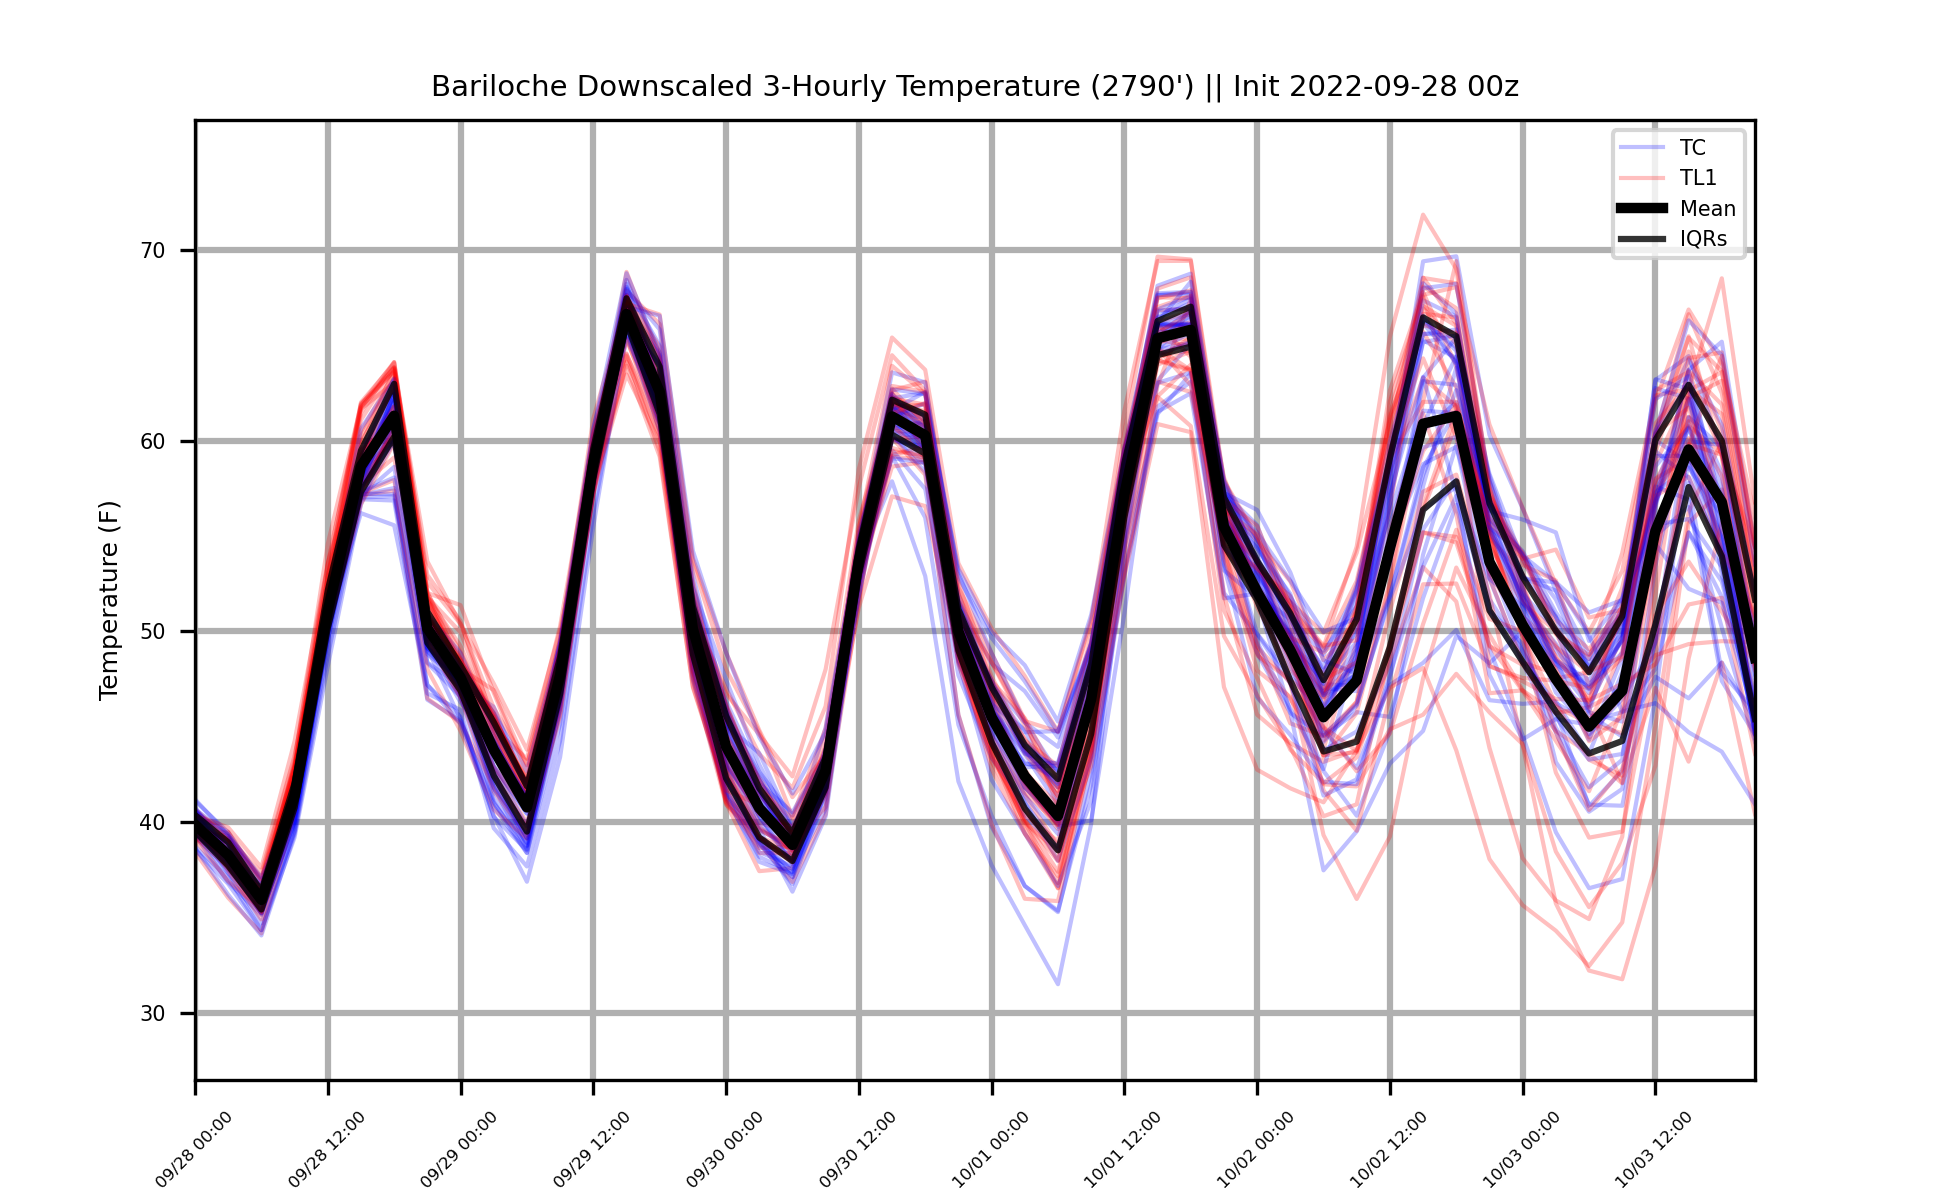 Bariloche Downscaled 3-Hourly Temperature (2790') || Init 2022-09-28 00z
TC
TL1
Mean
IQRs
Temperature (F)
70
60
50
40
30
09/28 00:00
09/28 12:00
09/29 00:00
09/29 12:00
09/30 00:00
09/30 12:00
10/01 00:00
10/01 12:00
10/02 00:00
10/02 12:00
10/03 00:00
10/03 12:00